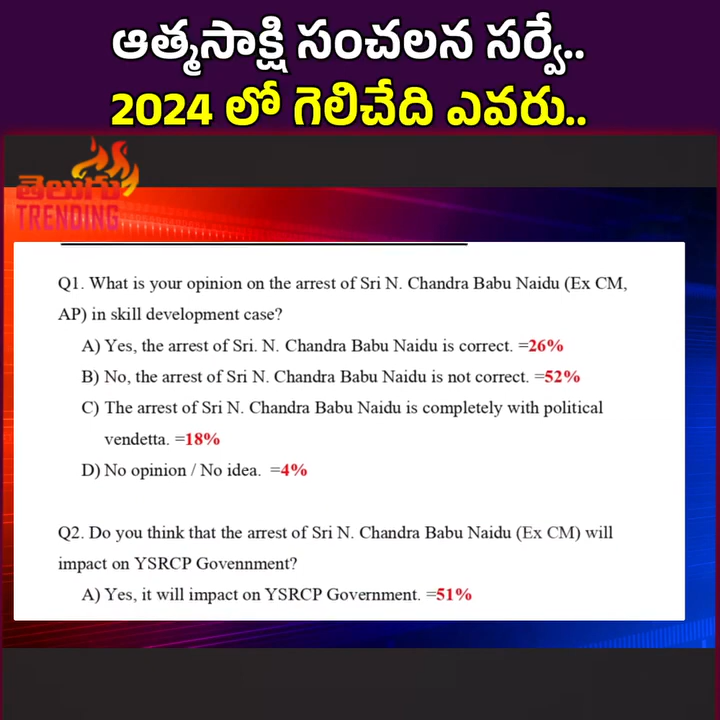 ఆత్మసాక్షి సంచలన సర్వే..
2024 లో గెలిచేది ఎవరు..
తెలుగు
TRENDING
Q1. What is your opinion on the arrest of Sri N. Chandra Babu Naidu (Ex CM,
AP) in skill development case?
A) Yes, the arrest of Sri. N. Chandra Babu Naidu is correct. =26%
B) No, the arrest of Sri N. Chandra Babu Naidu is not correct. =52%
C) The arrest of Sri N. Chandra Babu Naidu is completely with political
vendetta. =18%
D) No opinion / No idea. =4%
Q2. Do you think that the arrest of Sri N. Chandra Babu Naidu (Ex CM) will
impact on YSRCP Govennment?
A) Yes, it will impact on YSRCP Government. =51%